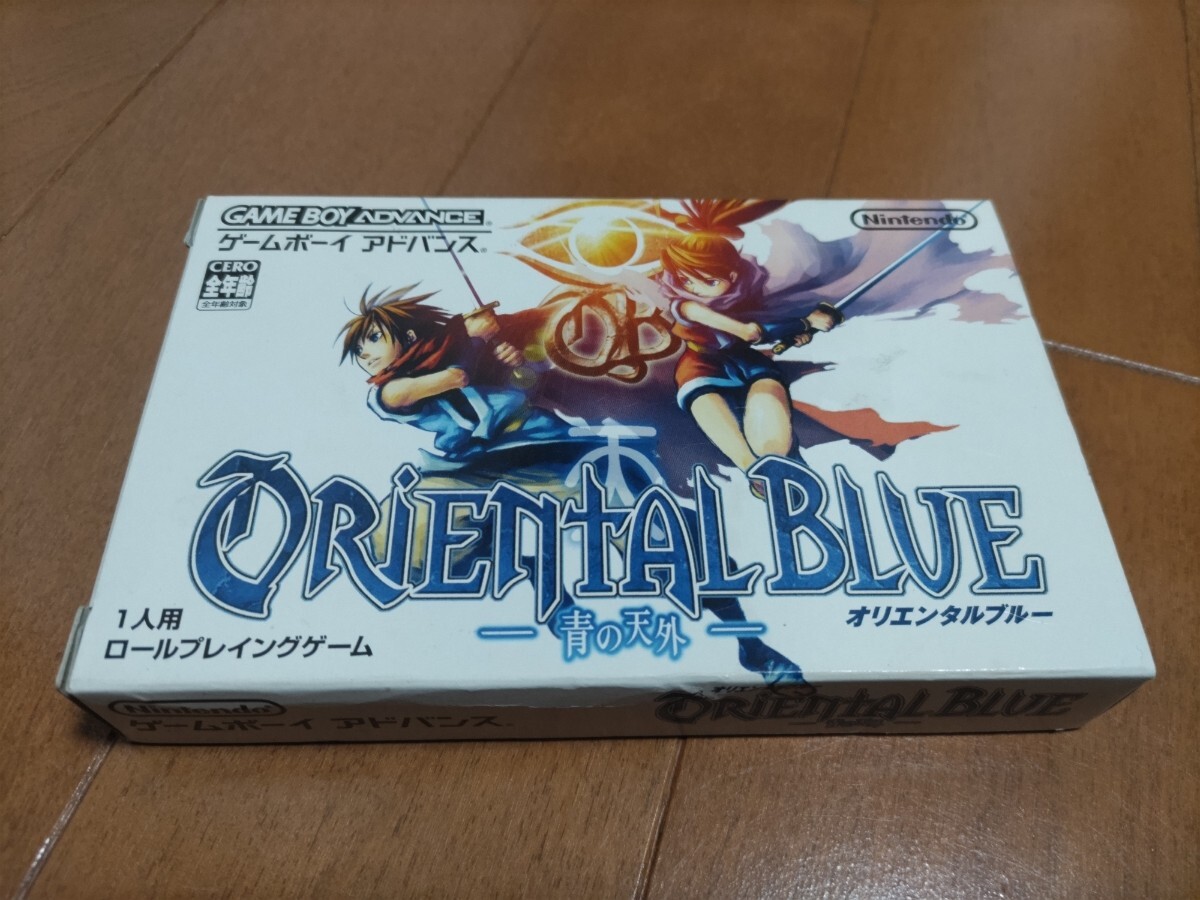 GAME BOY ADVANCE
ゲームボーイ アドバンス®
Nintendo®
CERO
全年齢
全年齢対象
ORIENTAL BLUE
オリエンタルブルー
青の天外
1人用
ロールプレイングゲーム
Nintendo®
ゲームボーイ アドバンス®
ORIENTAL BLUE